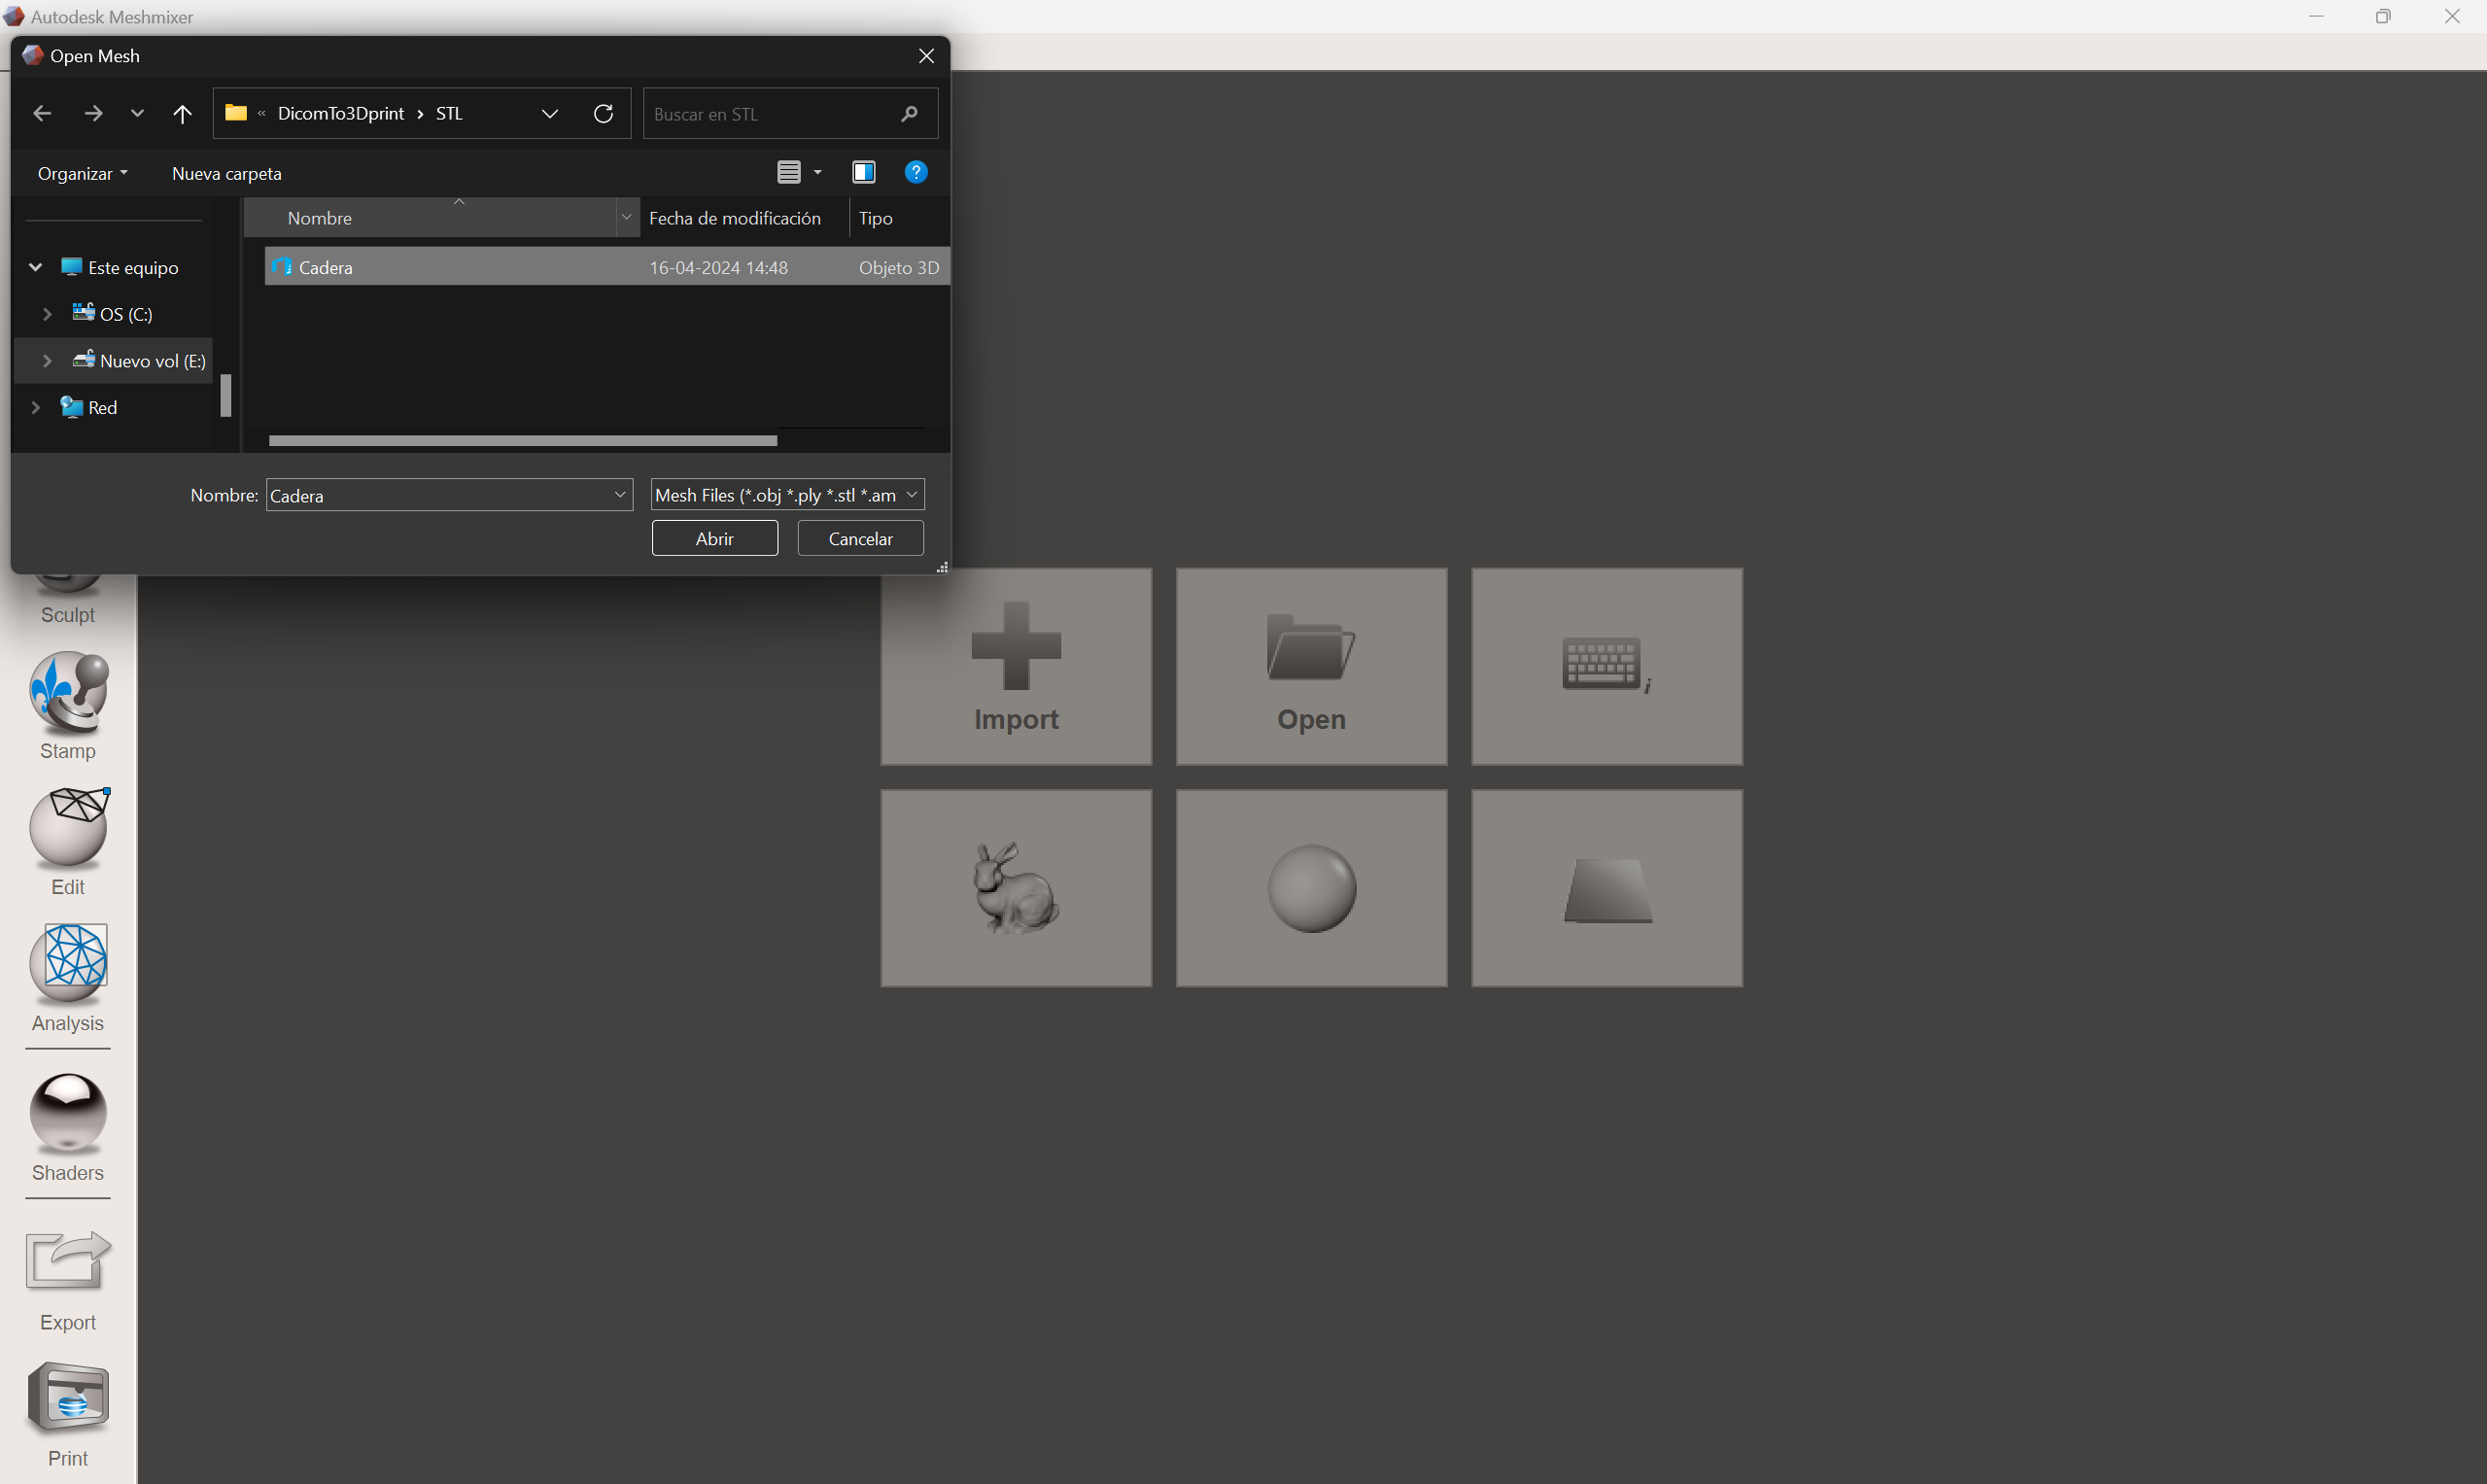 Autodesk Meshmixer
Open Mesh
« DicomTo3Dprint › STL
Buscar en STL
Organizar
Nueva carpeta
?
Nombre
Fecha de modificación
Tipo
Cadera
16-04-2024 14:48
Objeto 3D
Este equipo
OS (C:)
Nuevo vol (E:)
Red
Nombre:
Cadera
Mesh Files (*.obj *.ply *.stl *.am
Abrir
Cancelar
Sculpt
Stamp
Edit
Analysis
Shaders
Export
Print
Import
Open
i